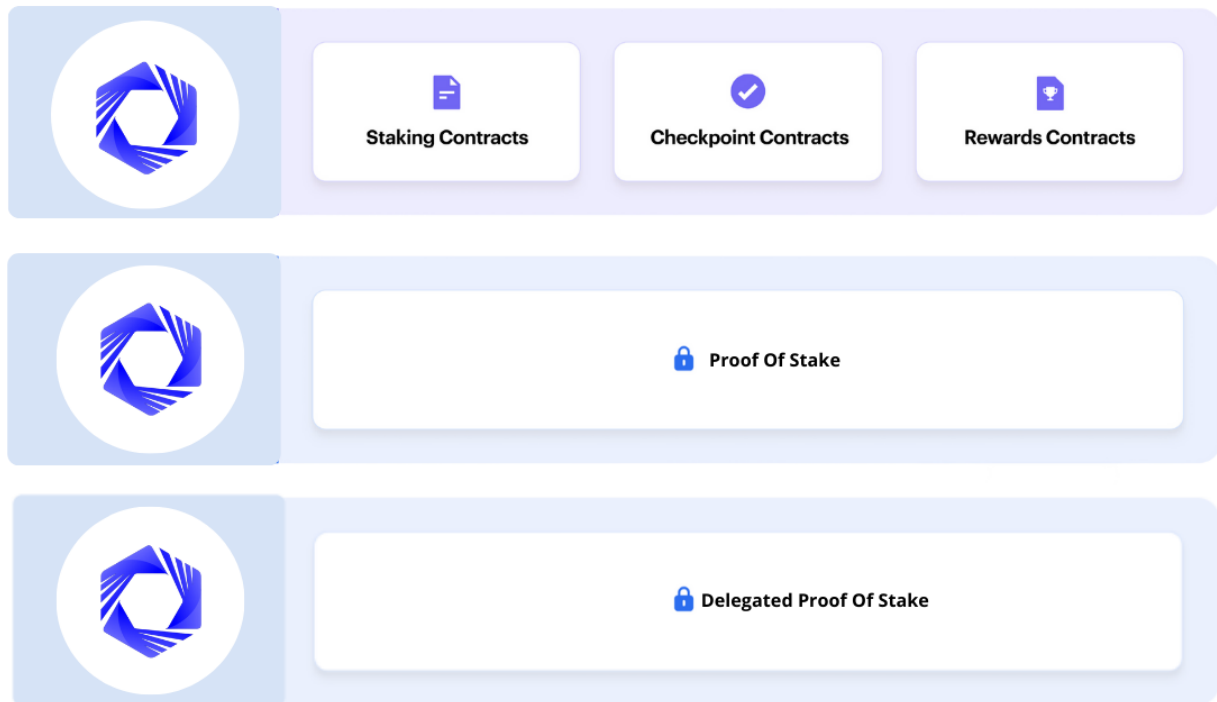 Staking Contracts
Checkpoint Contracts
Rewards Contracts
Proof Of Stake
Delegated Proof Of Stake